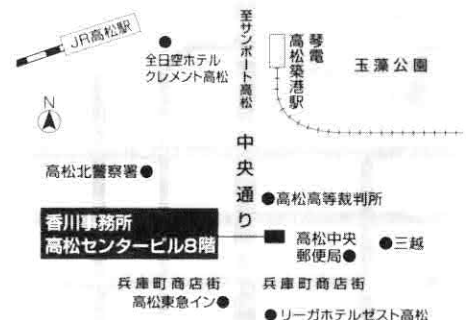 JR高松駅
全日空ホテル
クレメント高松
至サンポート高松
琴電
高松築港駅
玉藻公園
N
中央通り
高松北警察署
高松高等裁判所
香川事務所
高松センタービル8階
高松中央
郵便局
三越
兵庫町商店街
兵庫町商店街
高松東急イン
リーガホテルゼスト高松